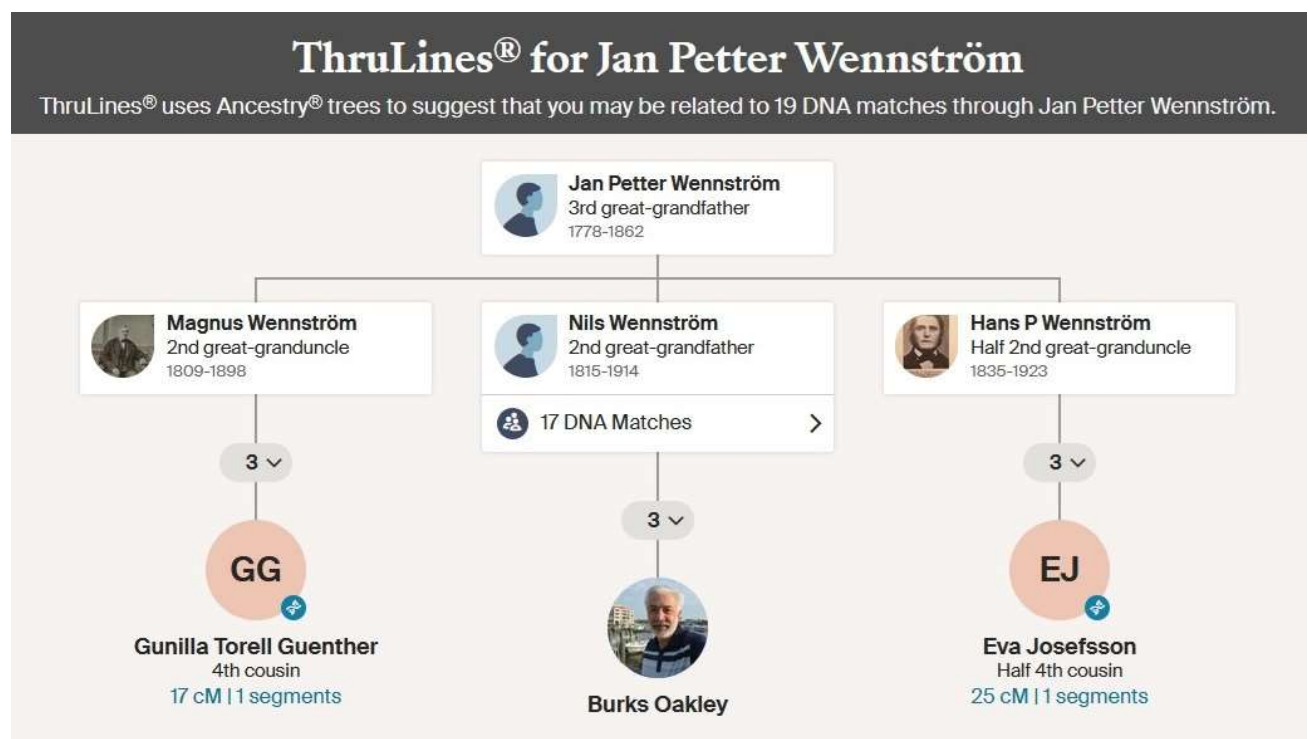 ThruLines® for Jan Petter Wennström
ThruLines® uses Ancestry® trees to suggest that you may be related to 19 DNA matches through Jan Petter Wennström.
Jan Petter Wennström
3rd great-grandfather
1778-1862
Magnus Wennström
2nd great-granduncle
1809-1898
Nils Wennström
2nd great-grandfather
1815-1914
17 DNA Matches
Hans P Wennström
Half 2nd great-granduncle
1835-1923
3
3
3
GG
Gunilla Torell Guenther
4th cousin
17 cM | 1 segments
Burks Oakley
EJ
Eva Josefsson
Half 4th cousin
25 cM | 1 segments